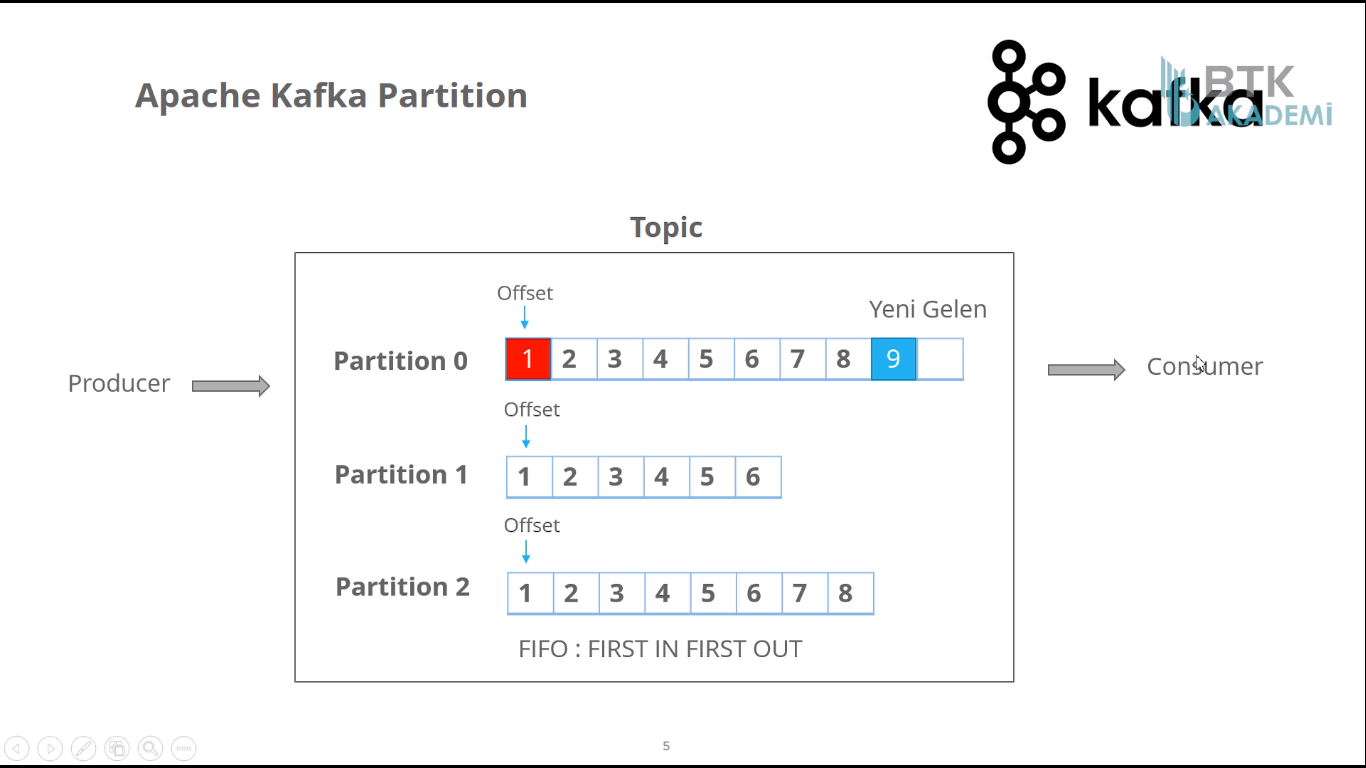 Apache Kafka Partition
kafka
BTK
AKADEMİ
Topic
Offset
Yeni Gelen
Partition 0
1 2 3 4 5 6 7 8 9
Producer
Consumer
Offset
Partition 1
1 2 3 4 5 6
Offset
Partition 2
1 2 3 4 5 6 7 8
FIFO : FIRST IN FIRST OUT
5